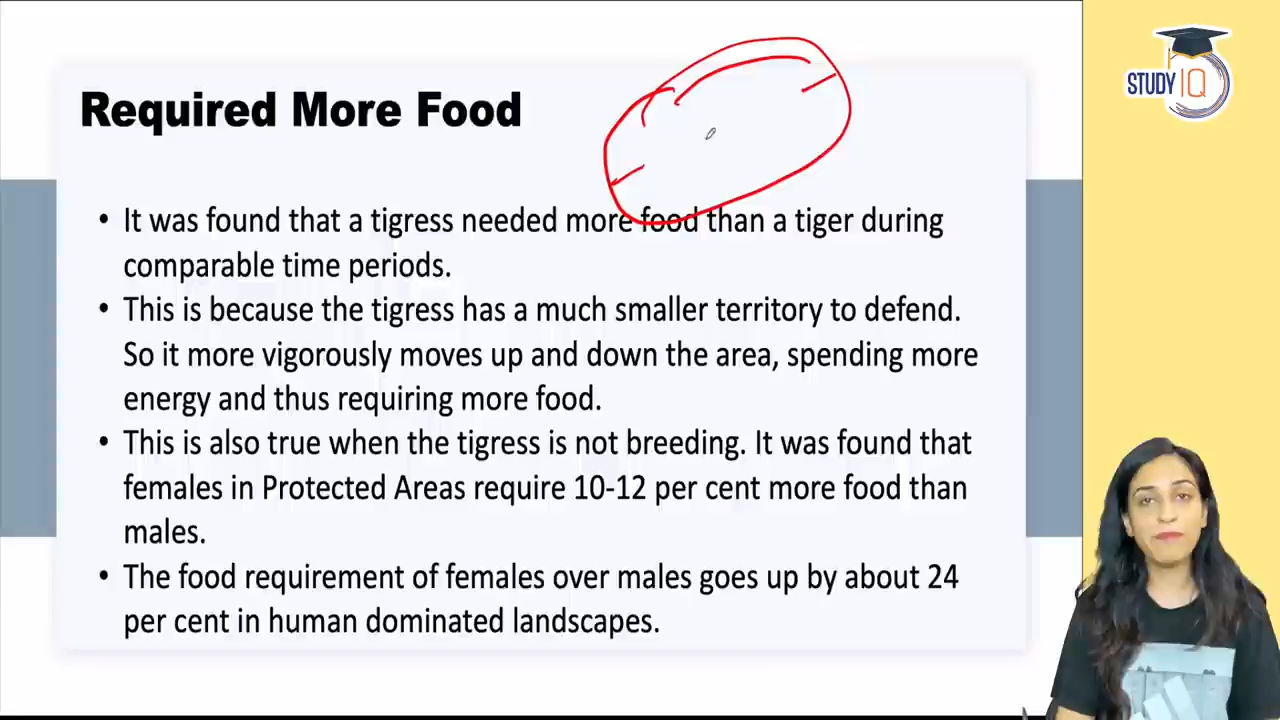 STUDY IQ
Required More Food
• It was found that a tigress needed more food than a tiger during
comparable time periods.
• This is because the tigress has a much smaller territory to defend.
So it more vigorously moves up and down the area, spending more
energy and thus requiring more food.
• This is also true when the tigress is not breeding. It was found that
females in Protected Areas require 10-12 per cent more food than
males.
• The food requirement of females over males goes up by about 24
per cent in human dominated landscapes.